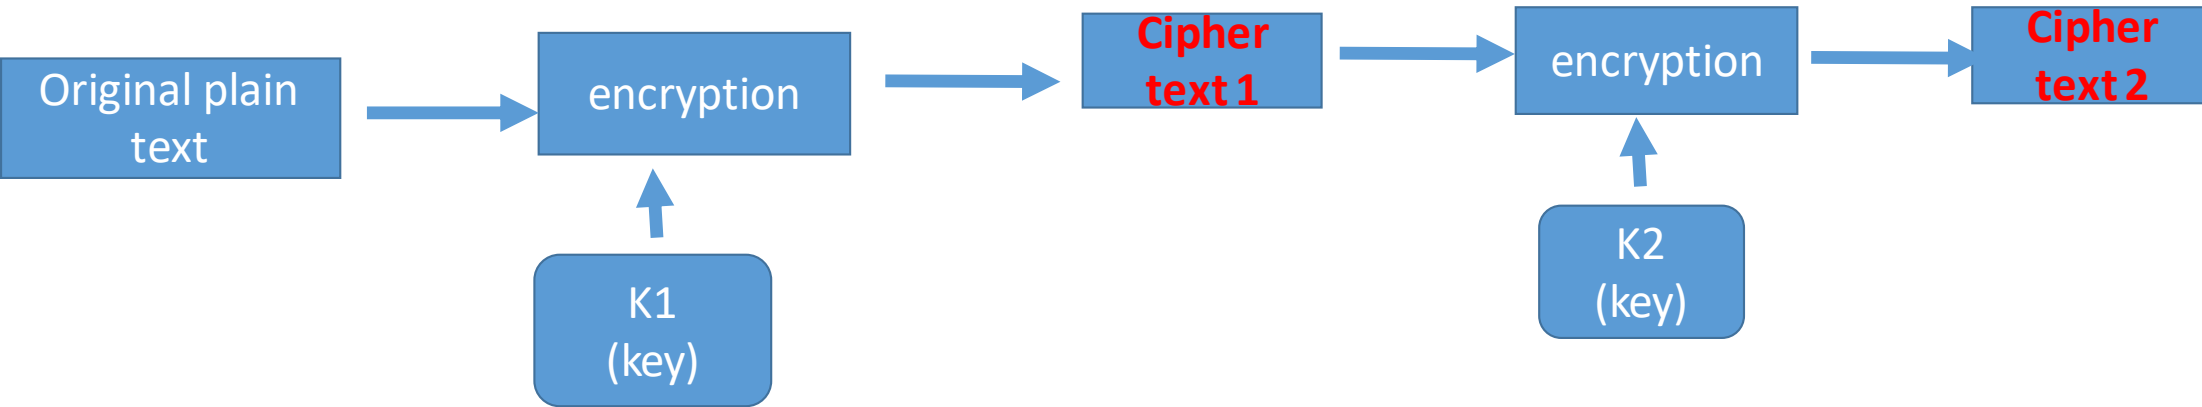 Original plain
text
encryption
Cipher
text 1
encryption
Cipher
text 2
K1
(key)
K2
(key)